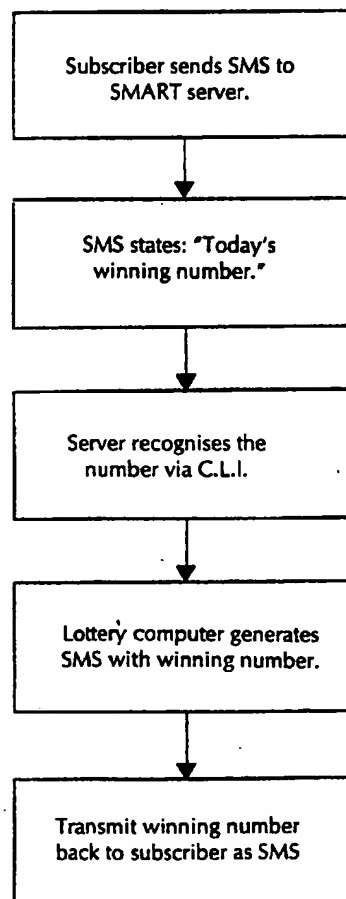 Subscriber sends SMS to
SMART server.
SMS states: "Today's
winning number."
Server recognises the
number via C.L.I.
Lottery computer generates
SMS with winning number.
Transmit winning number
back to subscriber as SMS